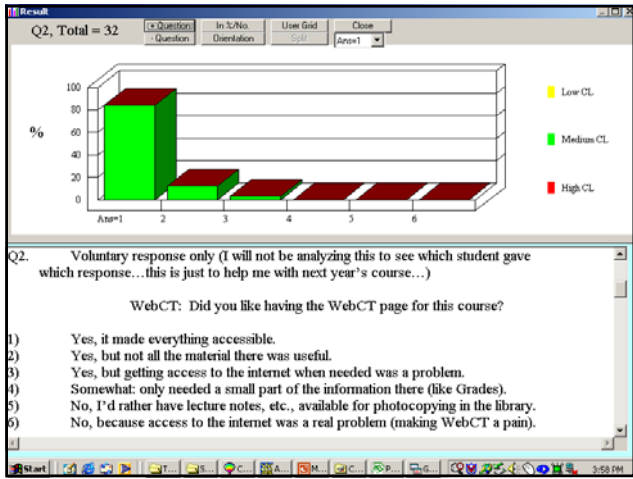 Result
Q2, Total = 32
+ Question
In %/No.
User Grid
Close
- Question
Orientation
Split
Ans=1
100
80
60
40
20
0
%
Low CL
Medium CL
High CL
Ans=1 2 3 4 5 6
Q2. Voluntary response only (I will not be analyzing this to see which student gave
which response…this is just to help me with next year's course…)
WebCT: Did you like having the WebCT page for this course?
1) Yes, it made everything accessible.
2) Yes, but not all the material there was useful.
3) Yes, but getting access to the internet when needed was a problem.
4) Somewhat: only needed a small part of the information there (like Grades).
5) No, I'd rather have lecture notes, etc., available for photocopying in the library.
6) No, because access to the internet was a real problem (making WebCT a pain).
Start T... S... C... A... M... C... P... G... 3:58 PM